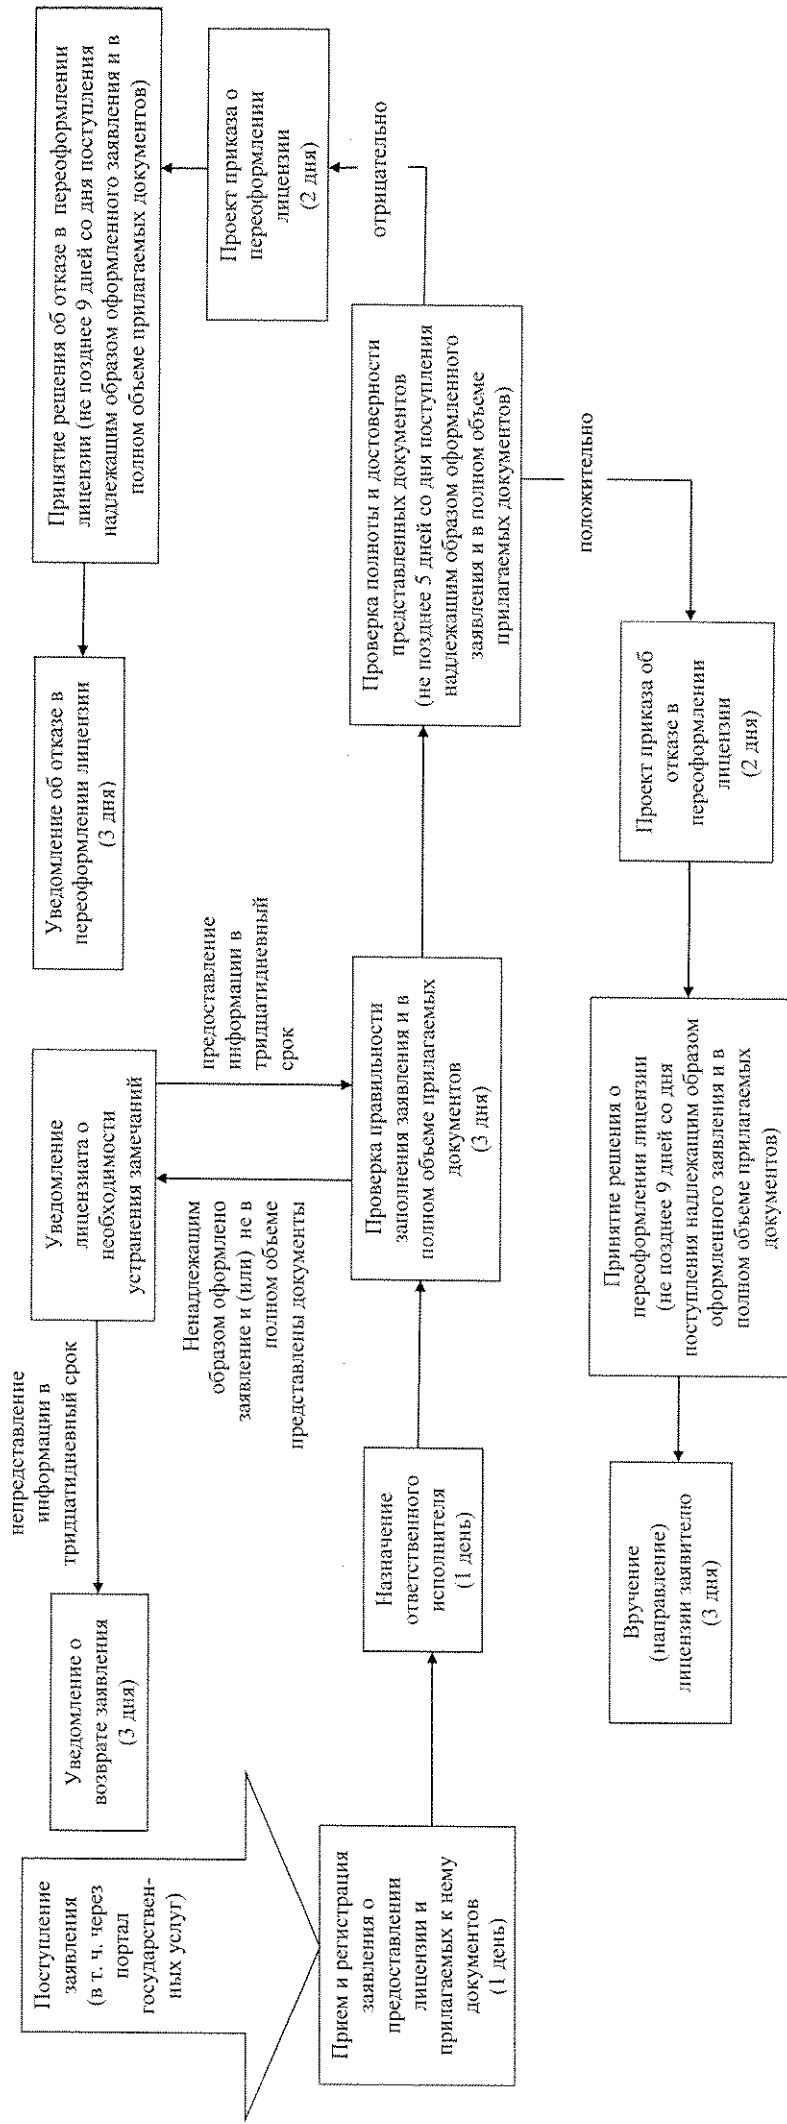 Поступление
заявления
(в т. ч. через
портал
государствен-
ных услуг)
Прием и регистрация
заявления о
предоставлении
лицензии и
прилагаемых к нему
документов
(1 день)
Уведомление о
возврате заявления
(3 дня)
непредставление
информации в
тридцатидневный срок
Назначение
ответственного
исполнителя
(1 день)
Уведомление
лицензиата о
необходимости
устранения замечаний
Ненадлежащим
образом оформлено
заявление и (или) не в
полном объеме
представлены документы
предоставление
информации в
тридцатидневный
срок
Проверка правильности
заполнения заявления и в
полном объеме прилагаемых
документов
(3 дня)
Уведомление об отказе в
переоформлении лицензии
(3 дня)
Принятие решения об отказе в переоформлении
лицензии (не позднее 9 дней со дня поступления
надлежащим образом оформленного заявления и в
полном объеме прилагаемых документов)
Проект приказа о
переоформлении
лицензии
(2 дня)
отрицательно
Проверка полноты и достоверности
представленных документов
(не позднее 5 дней со дня поступления
надлежащим образом оформленного
заявления и в полном объеме
прилагаемых документов)
положительно
Проект приказа об
отказе в
переоформлении
лицензии
(2 дня)
Принятие решения о
переоформлении лицензии
(не позднее 9 дней со дня
поступления надлежащим образом
оформленного заявления и в
полном объеме прилагаемых
документов)
Вручение
(направление)
лицензии заявителю
(3 дня)